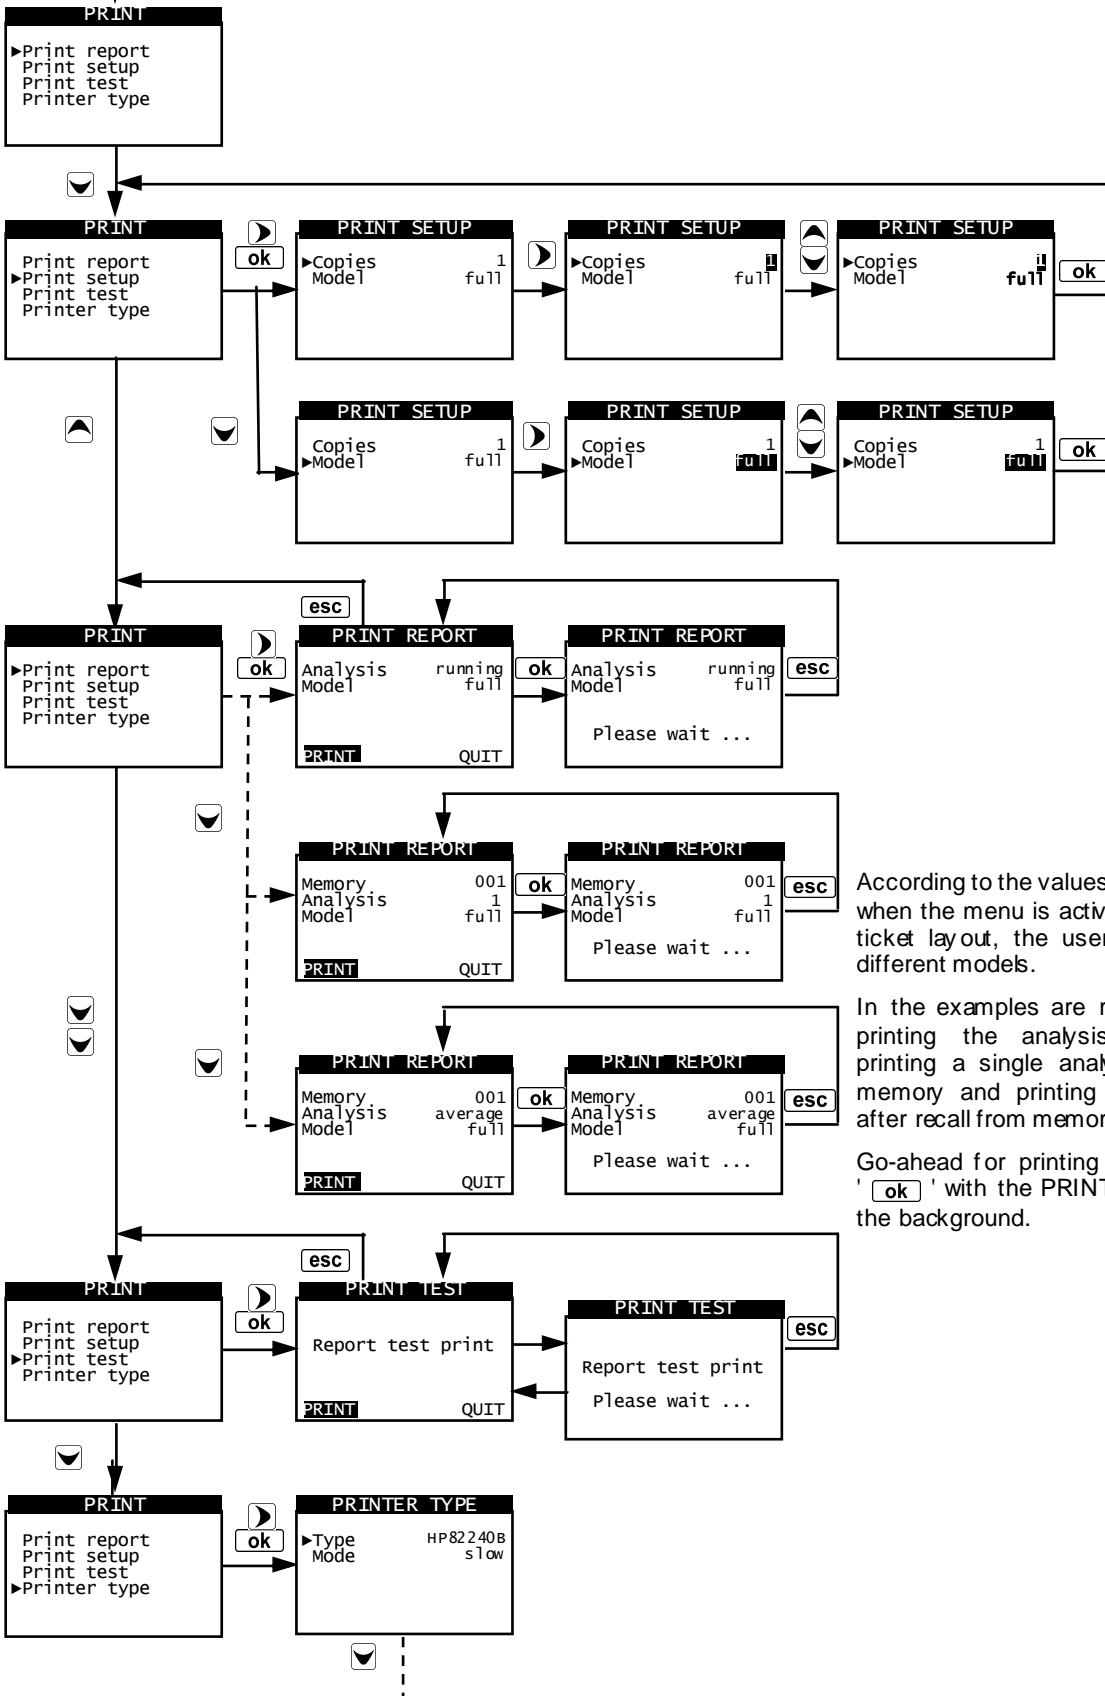 PRINT
▶Print report
Print setup
Print test
Printer type
PRINT
Print report
▶Print setup
Print test
Printer type
ok
PRINT SETUP
▶Copies 1
Model full
PRINT SETUP
▶Copies 1
Model full
PRINT SETUP
▶Copies 1
Model full
ok
PRINT SETUP
Copies 1
▶Model full
PRINT SETUP
Copies 1
▶Model full
PRINT SETUP
Copies 1
▶Model full
ok
esc
PRINT
▶Print report
Print setup
Print test
Printer type
ok
PRINT REPORT
Analysis running
Model full
PRINT QUIT
ok
PRINT REPORT
Analysis running
Model full
Please wait ...
esc
PRINT REPORT
Memory 001
Analysis 1
Model full
PRINT QUIT
ok
PRINT REPORT
Memory 001
Analysis 1
Model full
Please wait ...
esc
According to the values
when the menu is activ
ticket layout, the user
different models.
In the examples are r
printing the analysis
printing a single analy
memory and printing
after recall from memor
Go-ahead for printing
' ok ' with the PRINT
the background.
PRINT REPORT
Memory 001
Analysis average
Model full
PRINT QUIT
ok
PRINT REPORT
Memory 001
Analysis average
Model full
Please wait ...
esc
esc
PRINT
Print report
Print setup
▶Print test
Printer type
ok
PRINT TEST
Report test print
PRINT QUIT
PRINT TEST
Report test print
Please wait ...
esc
PRINT
Print report
Print setup
Print test
▶Printer type
ok
PRINTER TYPE
▶Type HP82240B
Mode slow